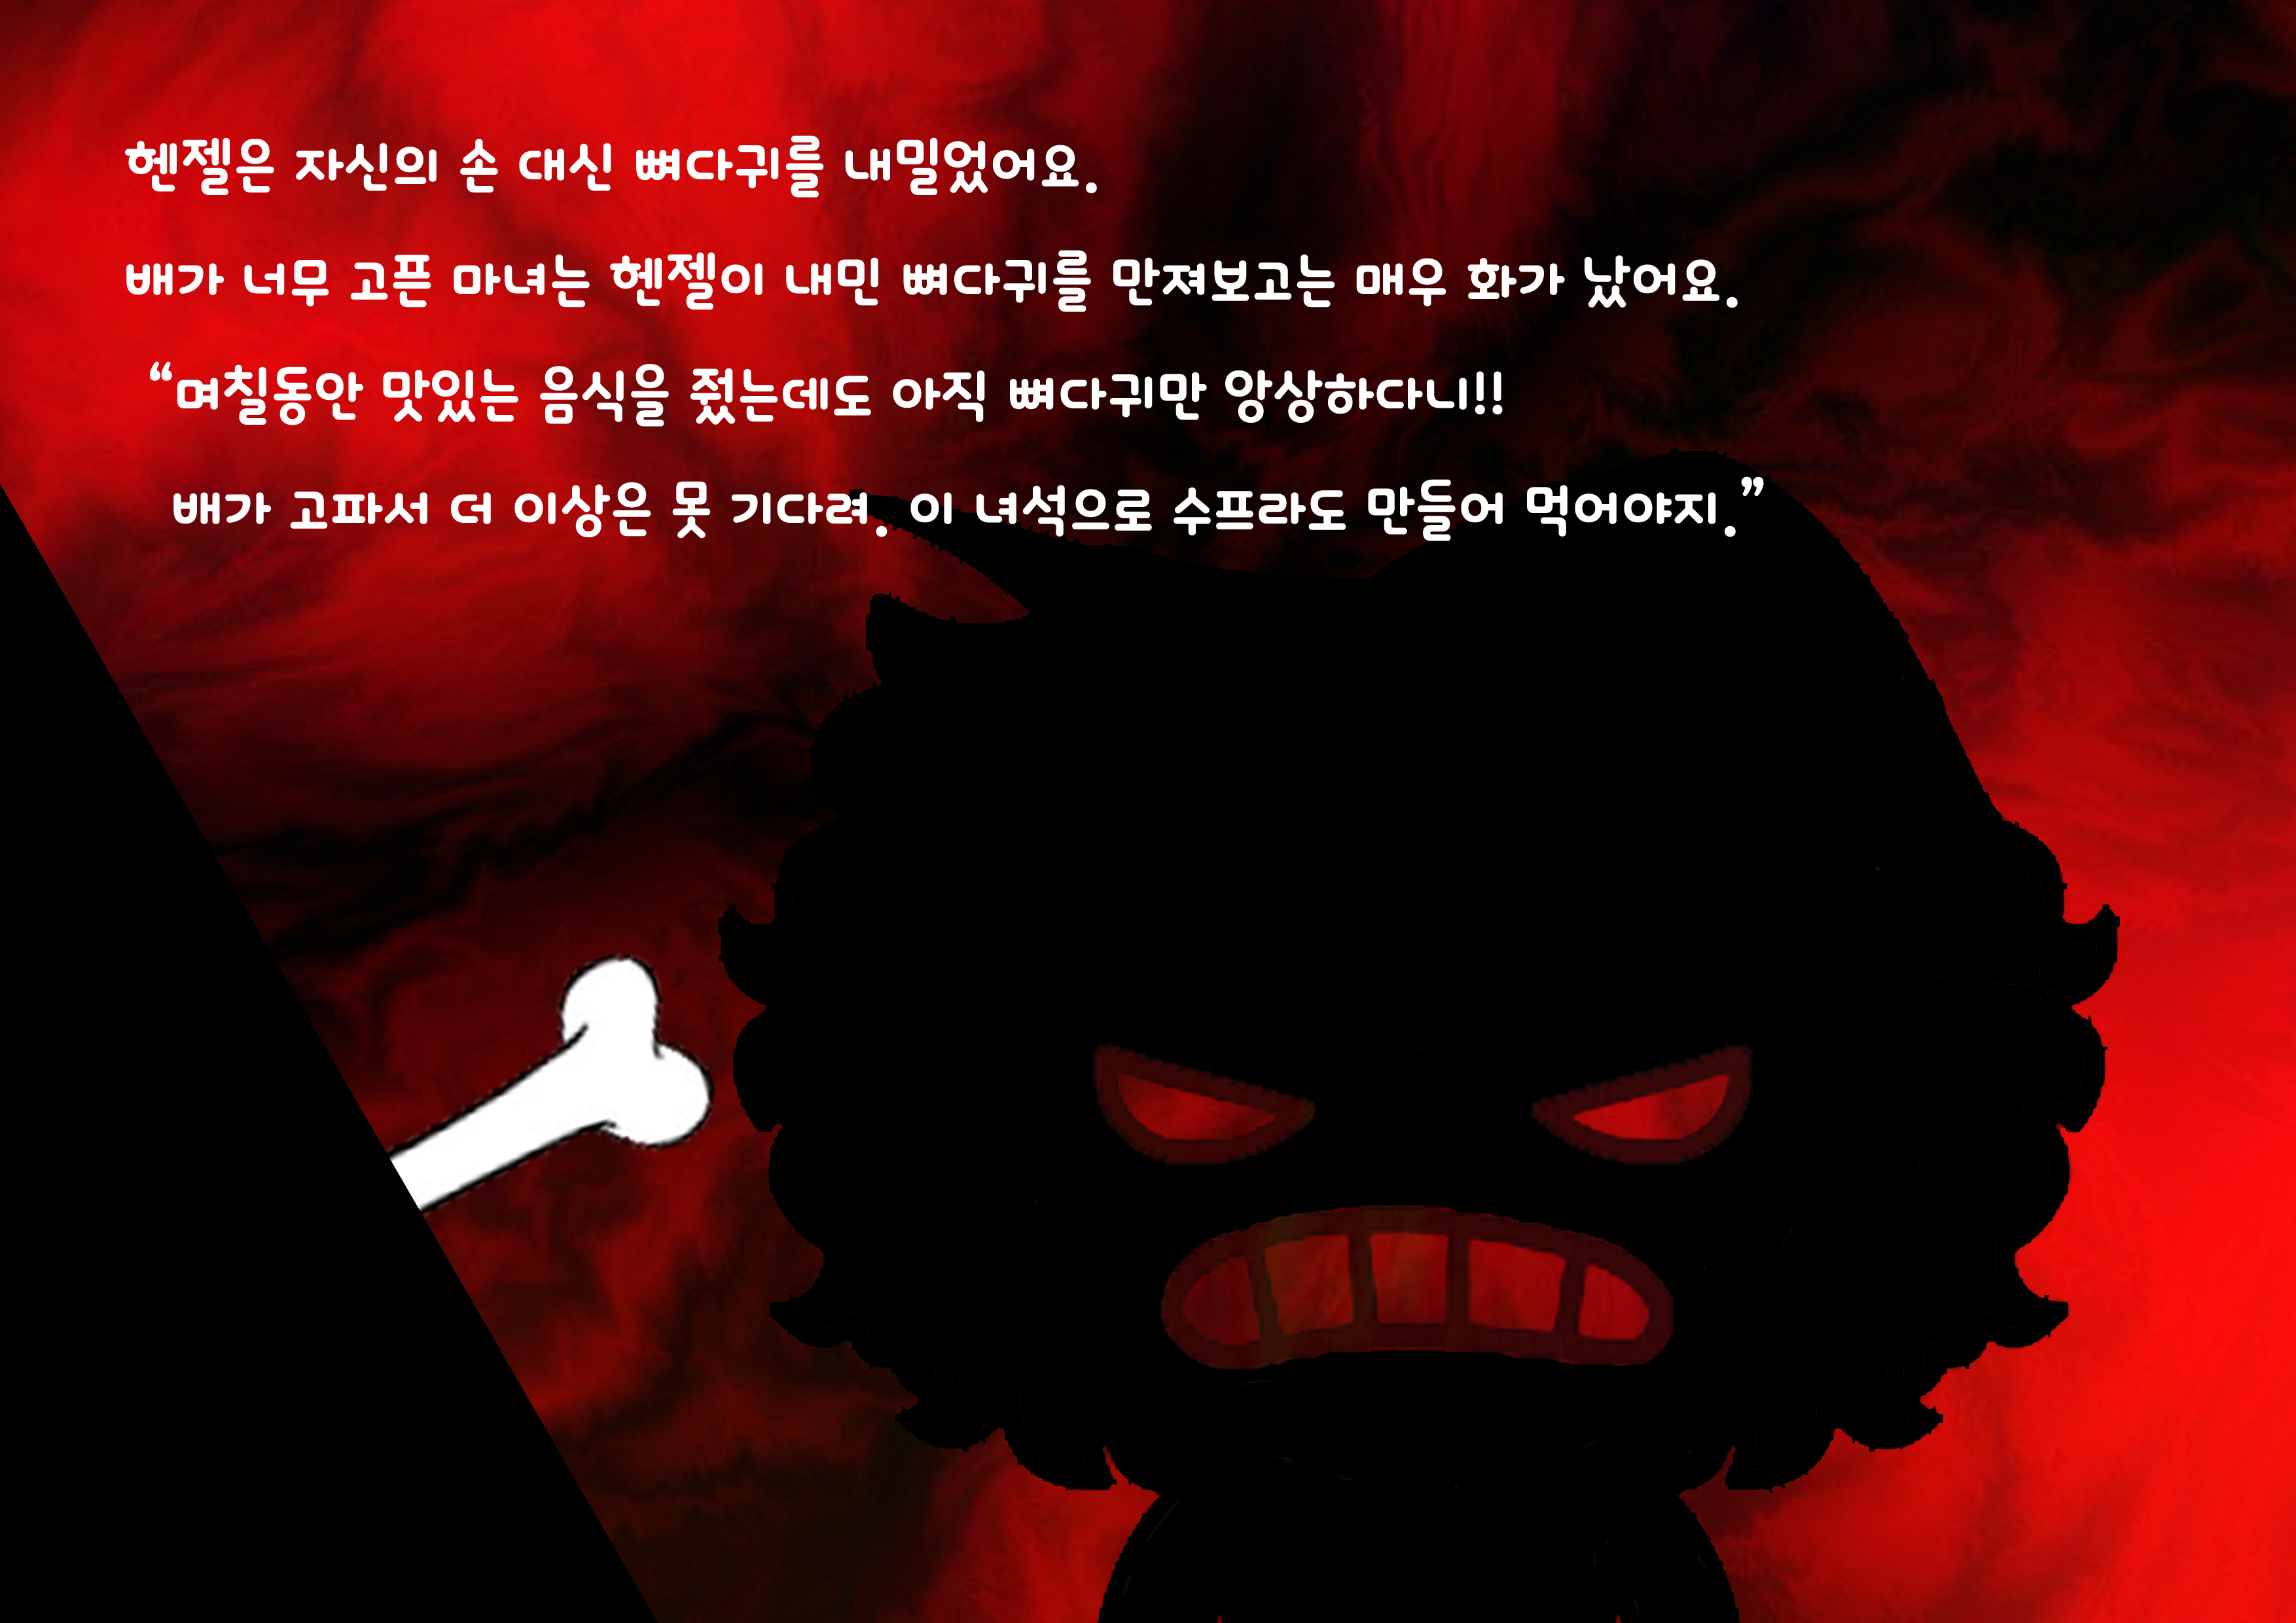 헨젤은 자신의 손 대신 뼈다귀를 내밀었어요.
배가 너무 고픈 마녀는 헨젤이 내민 뼈다귀를 만져보고는 매우 화가 났어요.
“며칠동안 맛있는 음식을 줬는데도 아직 뼈다귀만 앙상하다니!!
배가 고파서 더 이상은 못 기다려. 이 녀석으로 수프라도 만들어 먹어야지.”